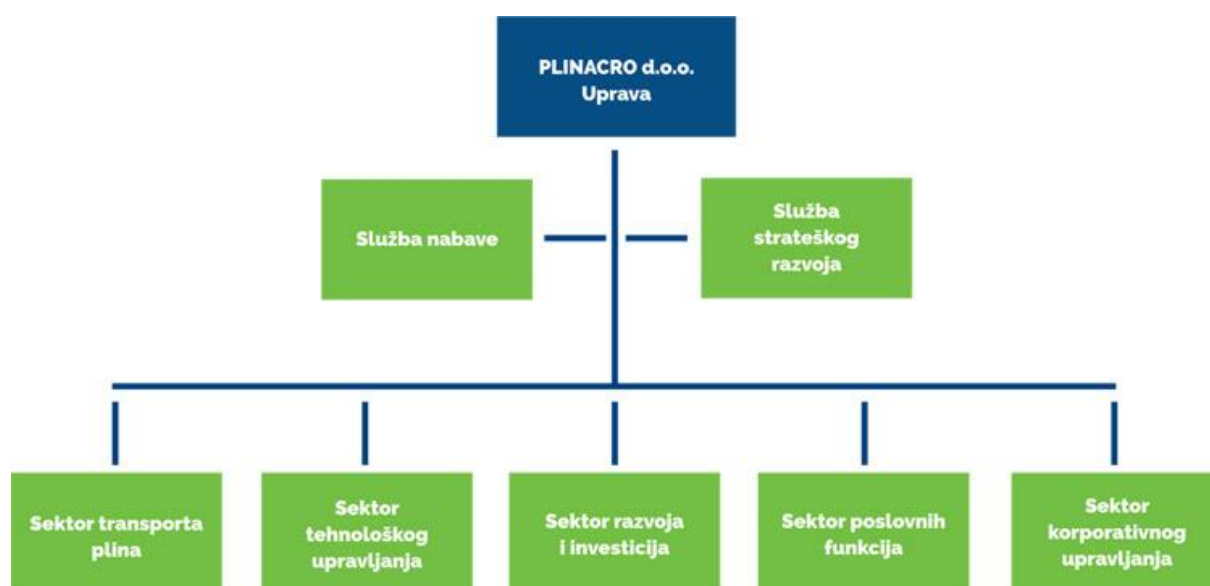 PLINACRO d.o.o.
Uprava
Služba nabave
Služba
strateškog
razvoja
Sektor transporta
plina
Sektor
tehnološkog
upravljanja
Sektor razvoja
i investicija
Sektor poslovnih
funkcija
Sektor
korporativnog
upravljanja